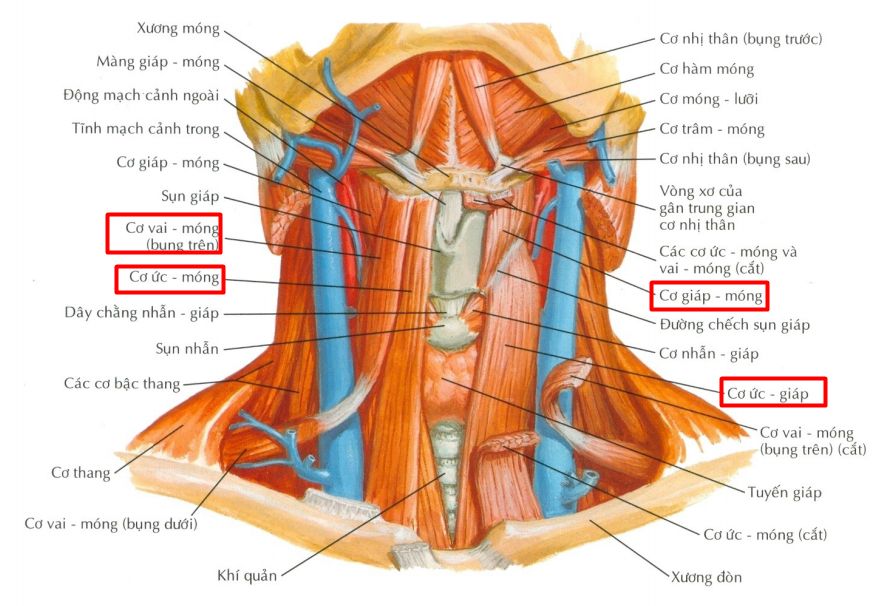 Xương móng
Màng giáp - móng
Động mạch cảnh ngoài
Tĩnh mạch cảnh trong
Cơ giáp - móng
Sụn giáp
Cơ vai - móng
(bụng trên)
Cơ ức - móng
Dây chằng nhẫn - giáp
Sụn nhẫn
Các cơ bậc thang
Cơ thang
Cơ vai - móng (bụng dưới)
Khí quản
Cơ nhị thân (bụng trước)
Cơ hàm móng
Cơ móng - lưỡi
Cơ trâm - móng
Cơ nhị thân (bụng sau)
Vòng xơ của
gân trung gian
cơ nhị thân
Các cơ ức - móng và
vai - móng (cắt)
Cơ giáp - móng
Đường chếch sụn giáp
Cơ nhẫn - giáp
Cơ ức - giáp
Cơ vai - móng
(bụng trên) (cắt)
Tuyến giáp
Cơ ức - móng (cắt)
Xương đòn